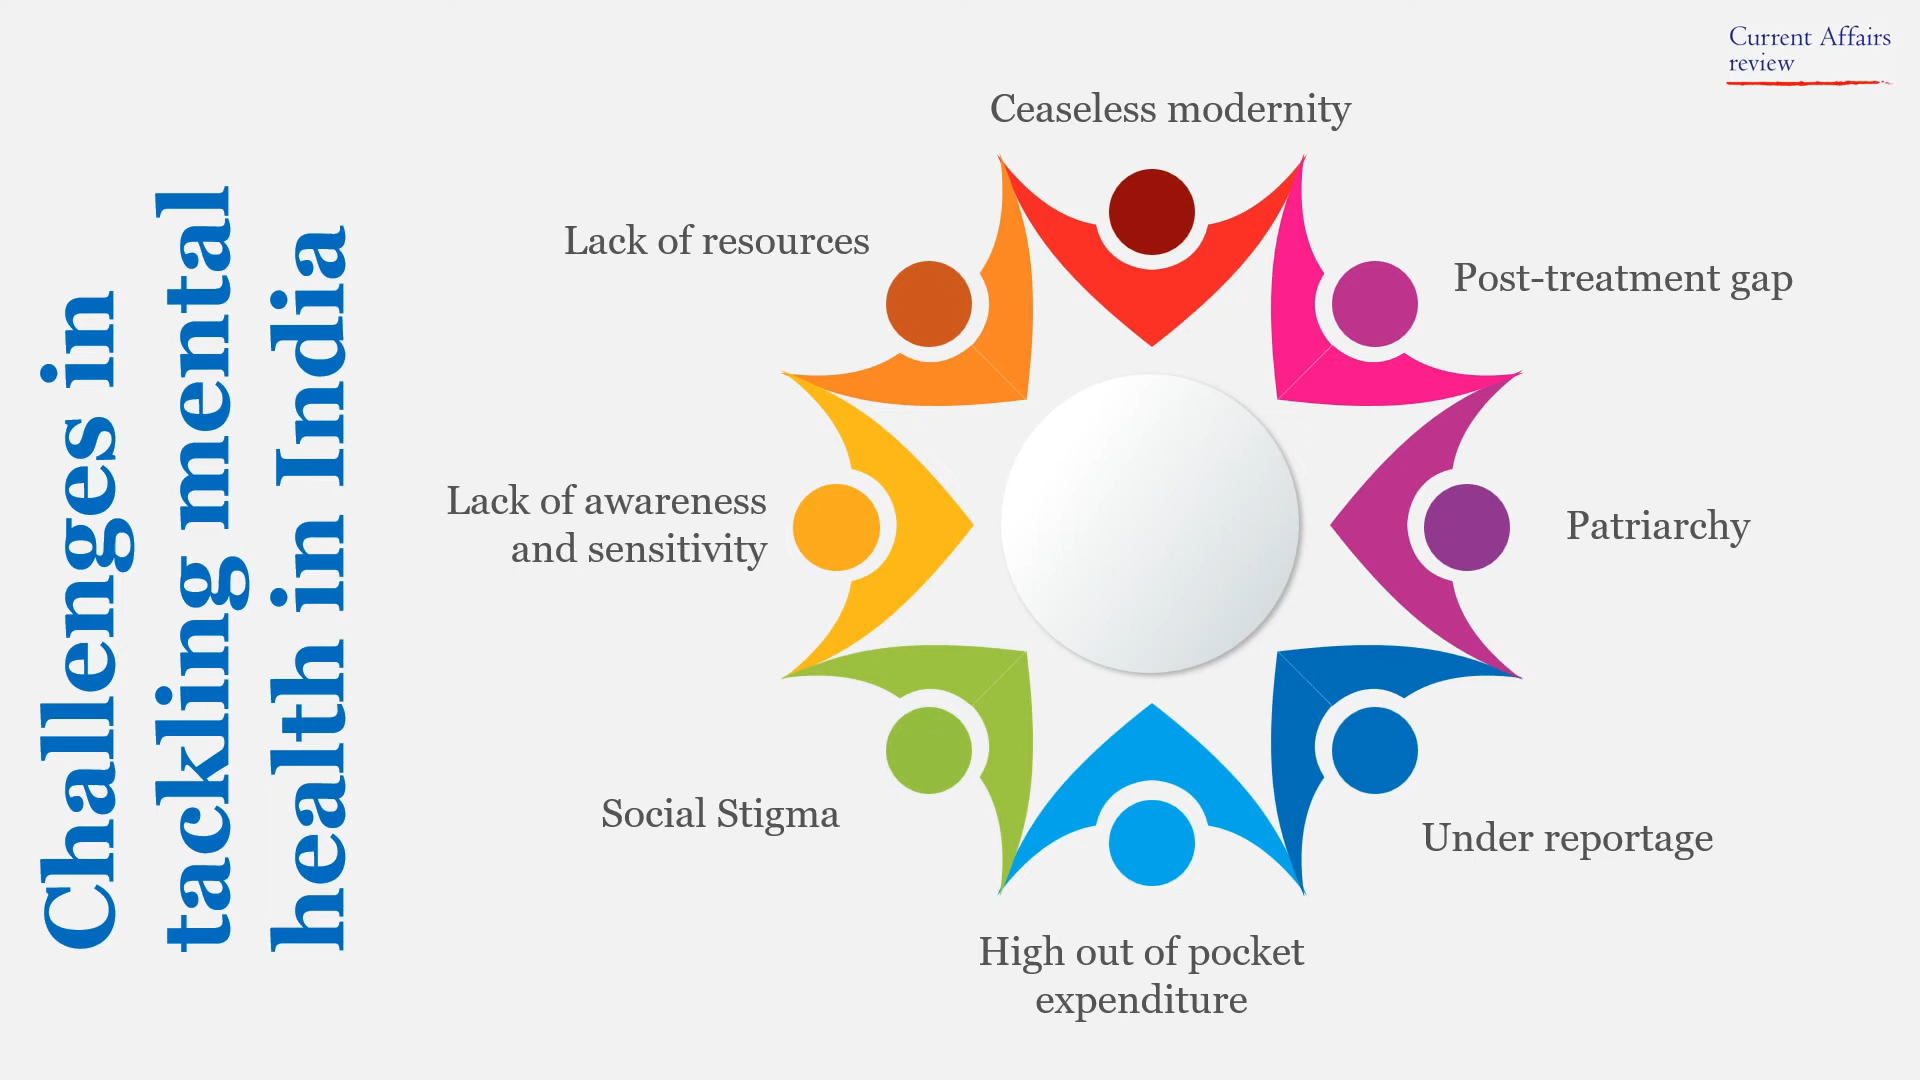 Challenges in
tackling mental
health in India
Current Affairs
review
Ceaseless modernity
Post-treatment gap
Patriarchy
Under reportage
High out of pocket
expenditure
Social Stigma
Lack of awareness
and sensitivity
Lack of resources